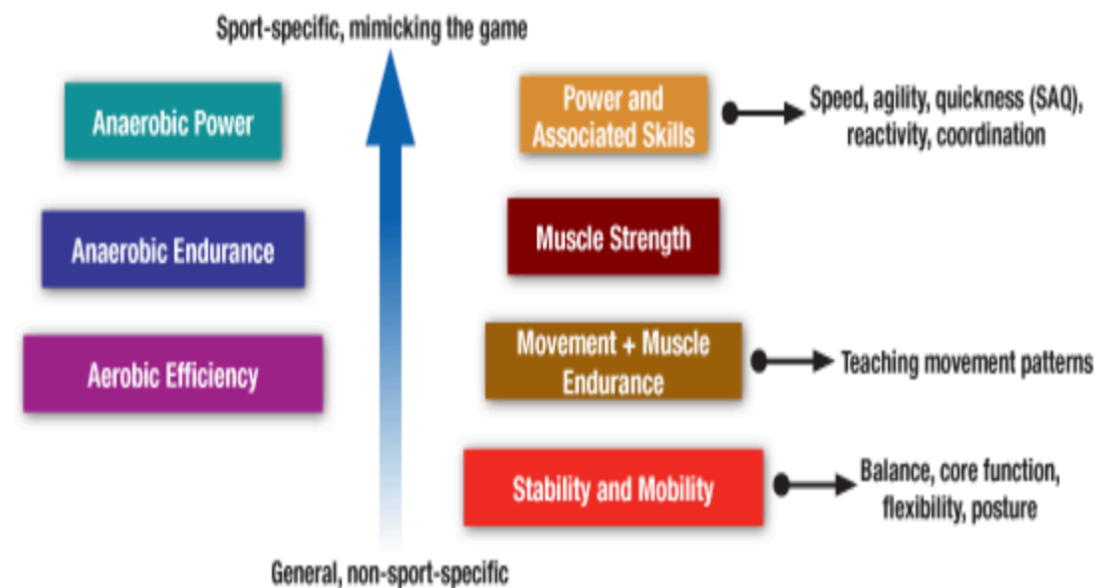 Sport-specific, mimicking the game
Anaerobic Power
Power and
Associated Skills
Speed, agility, quickness (SAQ),
reactivity, coordination
Anaerobic Endurance
Muscle Strength
Aerobic Efficiency
Movement + Muscle
Endurance
Teaching movement patterns
Stability and Mobility
Balance, core function,
flexibility, posture
General, non-sport-specific